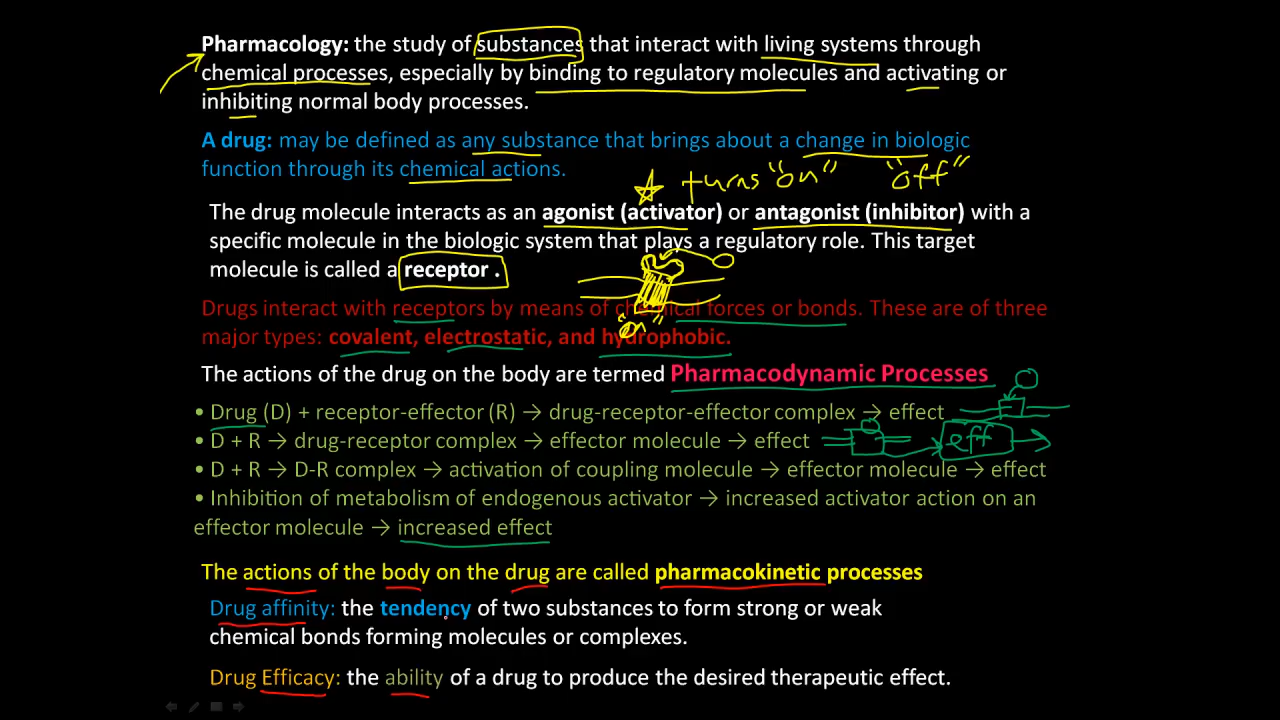 Pharmacology: the study of substances that interact with living systems through
chemical processes, especially by binding to regulatory molecules and activating or
inhibiting normal body processes.
A drug: may be defined as any substance that brings about a change in biologic
function through its chemical actions.
turns "on" "off"
The drug molecule interacts as an agonist (activator) or antagonist (inhibitor) with a
specific molecule in the biologic system that plays a regulatory role. This target
molecule is called a receptor .
Drugs interact with receptors by means of chemical forces or bonds. These are of three
"on"
major types: covalent, electrostatic, and hydrophobic.
The actions of the drug on the body are termed Pharmacodynamic Processes
• Drug (D) + receptor-effector (R) → drug-receptor-effector complex → effect
• D + R → drug-receptor complex → effector molecule → effect
eff
• D + R → D-R complex → activation of coupling molecule → effector molecule → effect
• Inhibition of metabolism of endogenous activator → increased activator action on an
effector molecule → increased effect
The actions of the body on the drug are called pharmacokinetic processes
Drug affinity: the tendency of two substances to form strong or weak
chemical bonds forming molecules or complexes.
Drug Efficacy: the ability of a drug to produce the desired therapeutic effect.